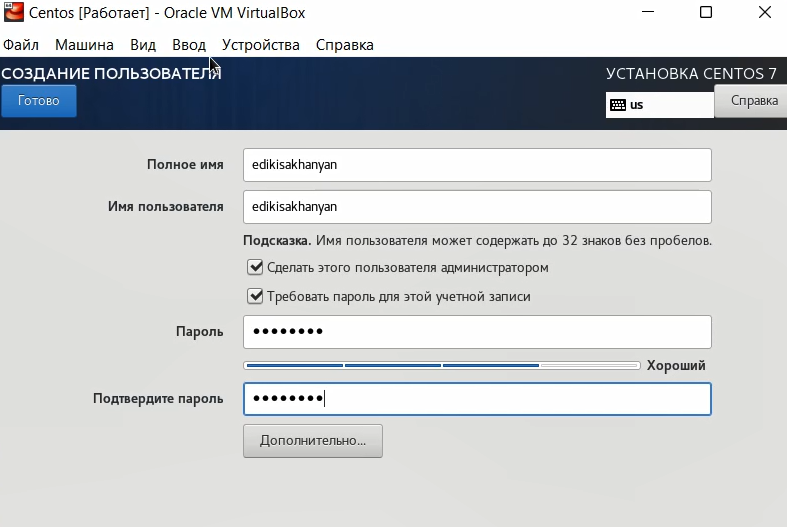 Centos [Работает] - Oracle VM VirtualBox
Файл Машина Вид Ввод Устройства Справка
СОЗДАНИЕ ПОЛЬЗОВАТЕЛЯ
УСТАНОВКА CENTOS 7
Готово
us
Справка
Полное имя
edikisakhanyan
Имя пользователя
edikisakhanyan
Подсказка. Имя пользователя может содержать до 32 знаков без пробелов.
Сделать этого пользователя администратором
Требовать пароль для этой учетной записи
Пароль
••••••••
Хороший
Подтвердите пароль
••••••••
Дополнительно...